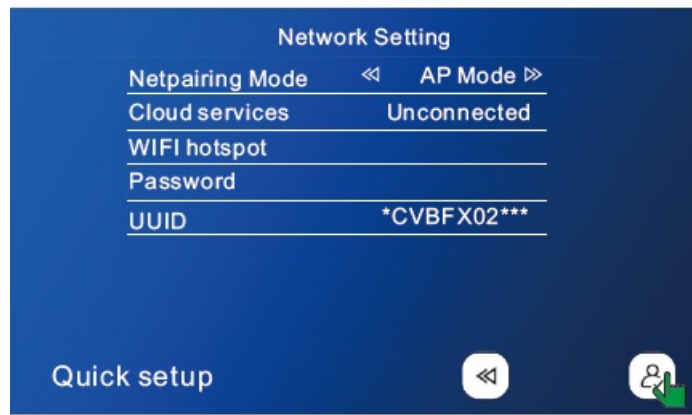 Network Setting
Netpairing Mode AP Mode
Cloud services Unconnected
WIFI hotspot
Password
UUID *CVBFX02***
Quick setup